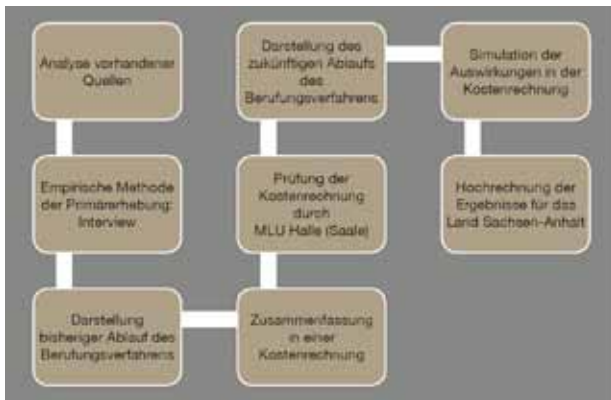 Analyse vorhandener
Quellen
Empirische Methode
der Primärerhebung:
Interview
Darstellung
bisheriger Ablauf des
Berufungsverfahrens
Zusammenfassung
in einer
Kostenrechnung
Prüfung der
Kostenrechnung
durch
MLU Halle (Saale)
Darstellung des
zukünftigen Ablaufs
des
Berufungsverfahrens
Simulation der
Auswirkungen in der
Kostenrechnung
Hochrechnung der
Ergebnisse für das
Land Sachsen-Anhalt